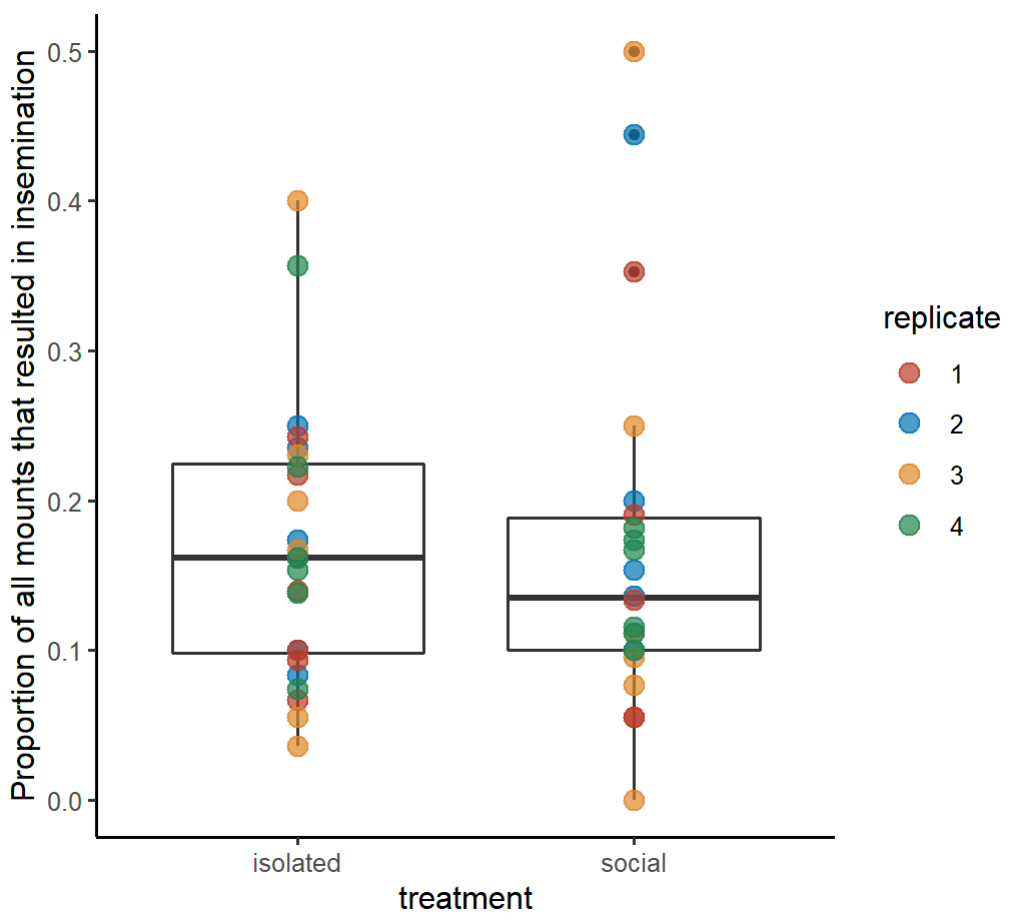 Proportion of all mounts that resulted in insemination
0.5
0.4
0.3
0.2
0.1
0.0
isolated
social
treatment
replicate
1
2
3
4